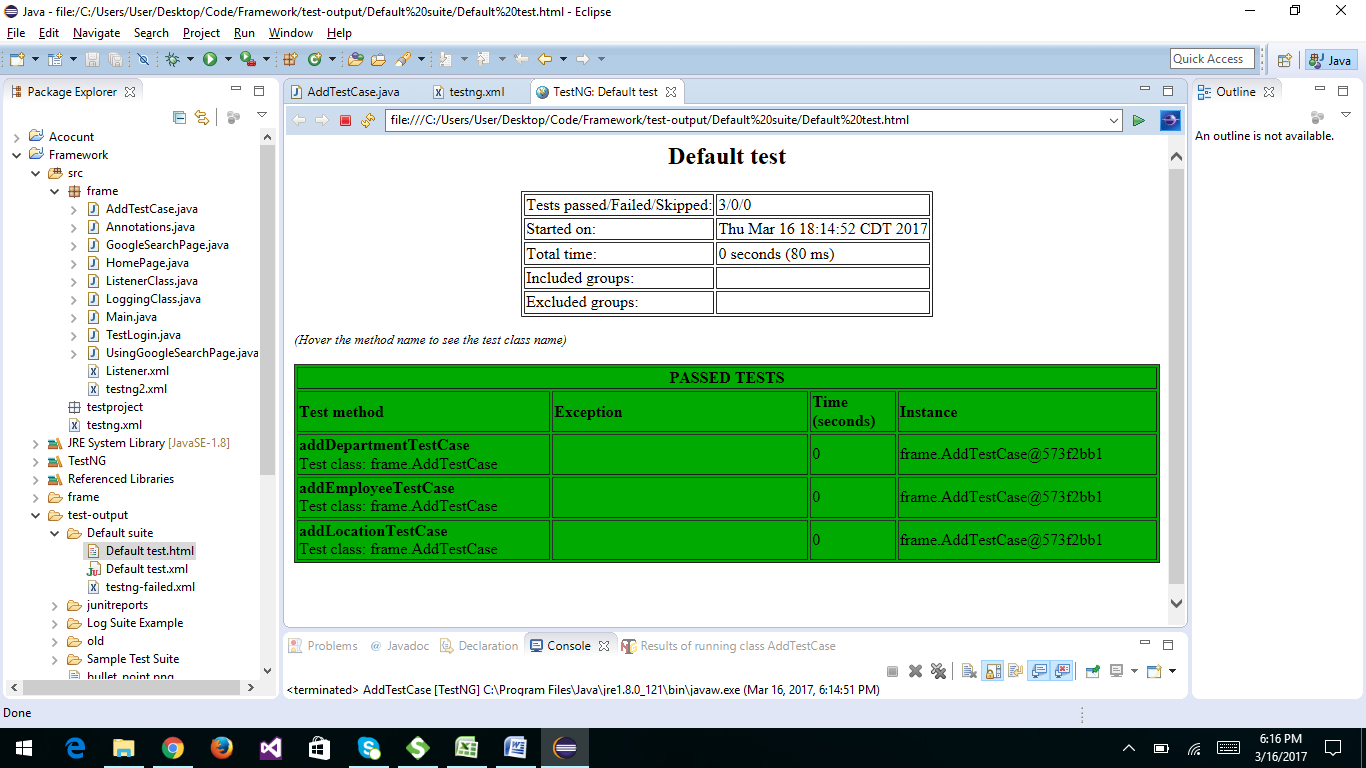 Java - file:/C:/Users/User/Desktop/Code/Framework/test-output/Default%20suite/Default%20test.html - Eclipse
File Edit Navigate Search Project Run Window Help
Quick Access
Java
Package Explorer
Acocunt
Framework
src
frame
AddTestCase.java
Annotations.java
GoogleSearchPage.java
HomePage.java
ListenerClass.java
LoggingClass.java
Main.java
TestLogin.java
UsingGoogleSearchPage.java
Listener.xml
testng2.xml
testproject
testng.xml
JRE System Library [JavaSE-1.8]
TestNG
Referenced Libraries
frame
test-output
Default suite
Default test.html
Default test.xml
testng-failed.xml
junitreports
Log Suite Example
old
Sample Test Suite
bullet_point.png
AddTestCase.java testng.xml TestNG: Default test
file:///C:/Users/User/Desktop/Code/Framework/test-output/Default%20suite/Default%20test.html
Default test
Tests passed/Failed/Skipped: 3/0/0
Started on: Thu Mar 16 18:14:52 CDT 2017
Total time: 0 seconds (80 ms)
Included groups:
Excluded groups:
(Hover the method name to see the test class name)
PASSED TESTS
Test method Exception Time (seconds) Instance
addDepartmentTestCase
Test class: frame.AddTestCase 0 frame.AddTestCase@573f2bb1
addEmployeeTestCase
Test class: frame.AddTestCase 0 frame.AddTestCase@573f2bb1
addLocationTestCase
Test class: frame.AddTestCase 0 frame.AddTestCase@573f2bb1
Problems @ Javadoc Declaration Console Results of running class AddTestCase
<terminated> AddTestCase [TestNG] C:\Program Files\Java\jre1.8.0_121\bin\javaw.exe (Mar 16, 2017, 6:14:51 PM)
Outline
An outline is not available.
Done
6:16 PM
3/16/2017